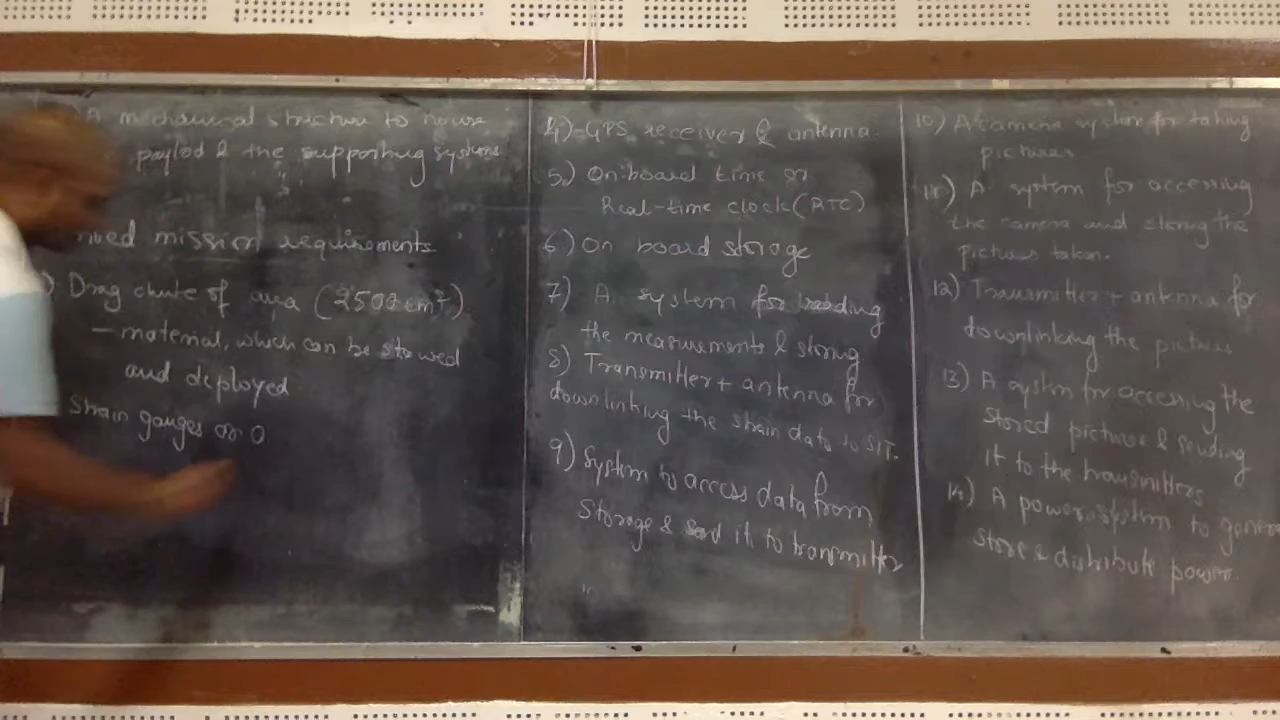 A mechanical structure to house
paylod & the supporting systems
mission requirements
Drag chute of area (2500 cm²)
- material, which can be stowed
and deployed
Strain gauges on 0
4) GPS receiver & antenna
5) On board time or
Real-time clock (RTC)
6) On board storage
7) A system for reading
the measurements & storing
8) Transmitter + antenna for
downlinking the strain data to SIT.
9) System to access data from
Storage & send it to transmitter
10) A camera system for taking
pictures
11) A system for accessing
the camera and storing the
pictures taken.
12) Transmitter + antenna for
downlinking the pictures
13) A system for accessing the
stored pictures & sending
it to the transmitters
14) A power system to
store & distribute power.